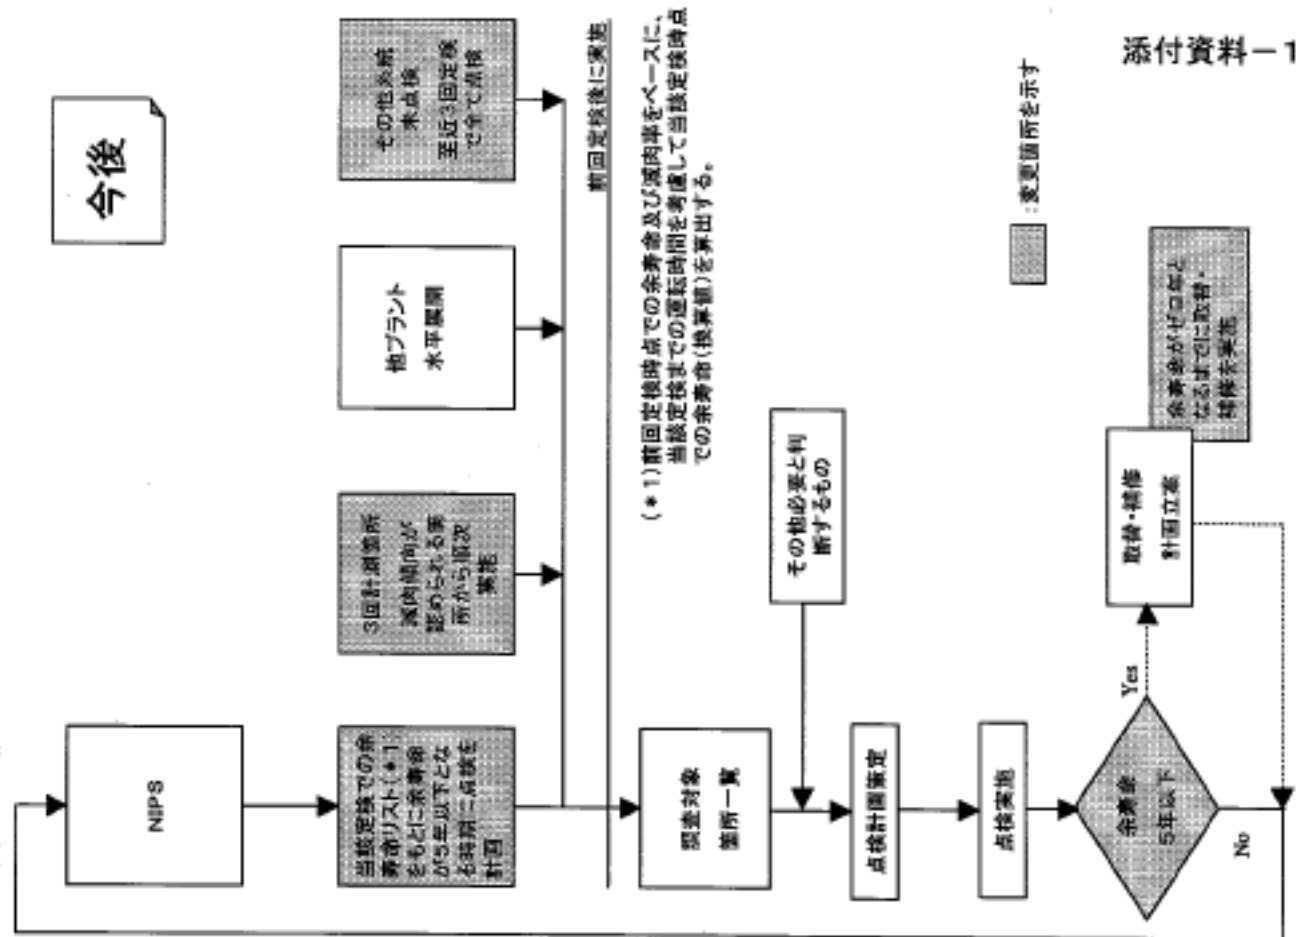 添付資料－1
今後
NIPS
当該定検での余
寿命リスト(＊1)
をもとに余寿命
が5年以下とな
る時期に点検を
計画
3回計測箇所
減肉傾向が
認められる箇
所から順次
実施
他プラント
水平展開
その他系統
未点検
至近3回定検
で全て点検
前回定検後に実施
(＊1)前回定検時点での余寿命及び減肉率をベースに、
当該定検までの運転時間を考慮して当該定検時点
での余寿命(換算値)を算出する。
調査対象
箇所一覧
その他必要と判
断するもの
点検計画策定
点検実施
余寿命
5年以下
Yes
No
取替・補修
計画立案
余寿命がゼロ年と
なるまでに取替・
補修を実施
:変更箇所を示す